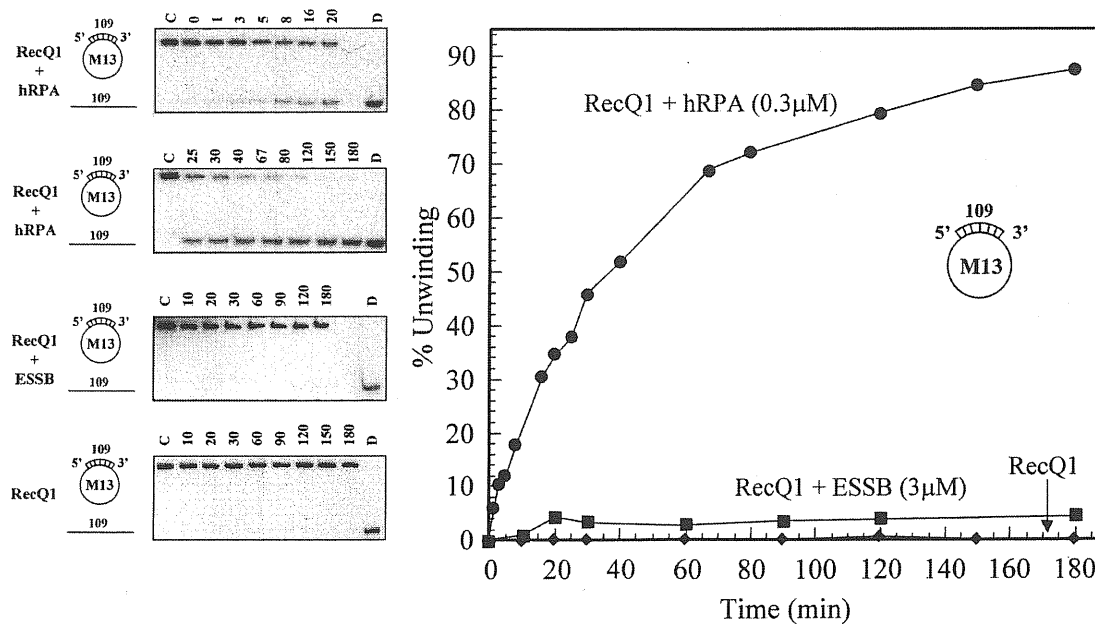 C 0 1 3 5 8 16 20 D
109
5' 3'
M13
RecQ1
+
hRPA
109
C 25 30 40 67 80 120 150 180 D
109
5' 3'
M13
RecQ1
+
hRPA
109
C 10 20 30 60 90 120 180 D
109
5' 3'
M13
RecQ1
+
ESSB
109
C 10 20 30 60 90 120 150 180 D
109
5' 3'
M13
RecQ1
109
% Unwinding
90
80
70
60
50
40
30
20
10
0
RecQ1 + hRPA (0.3µM)
109
5' 3'
M13
RecQ1
RecQ1 + ESSB (3µM)
0 20 40 60 80 100 120 140 160 180
Time (min)